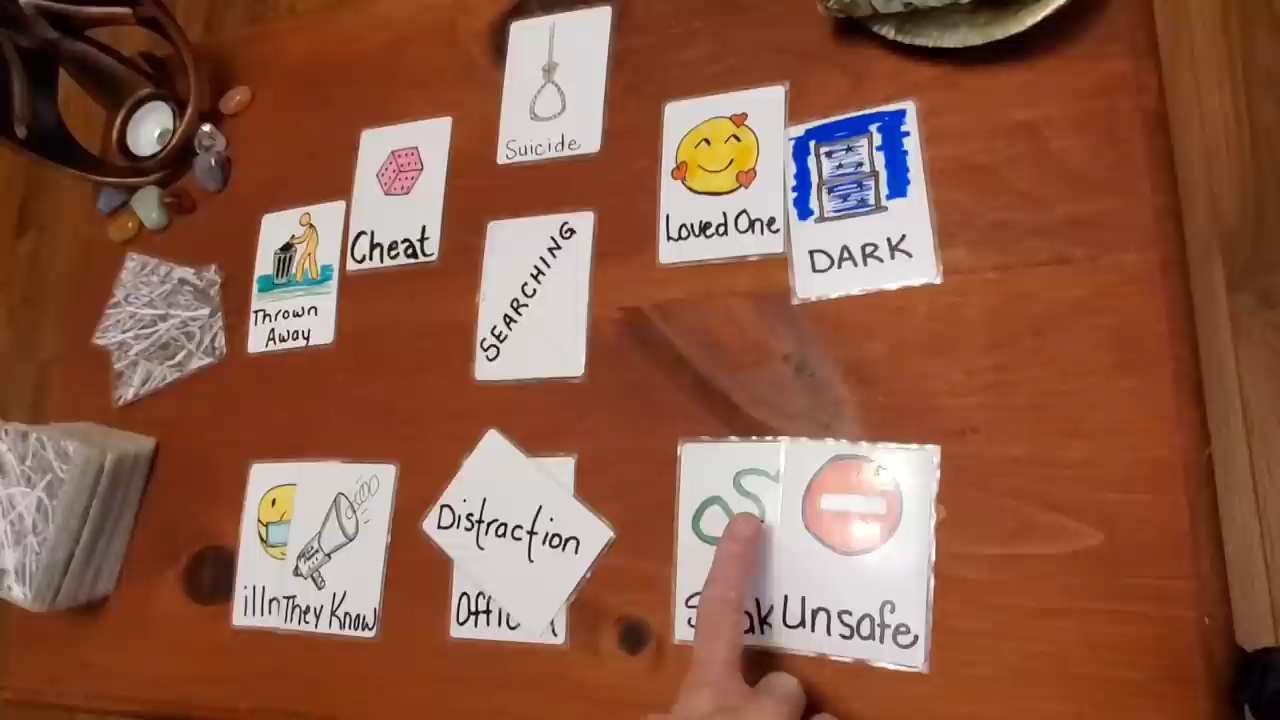 Suicide
Cheat
Loved One
DARK
Thrown
Away
SEARCHING
Distraction
They Know
Unsafe